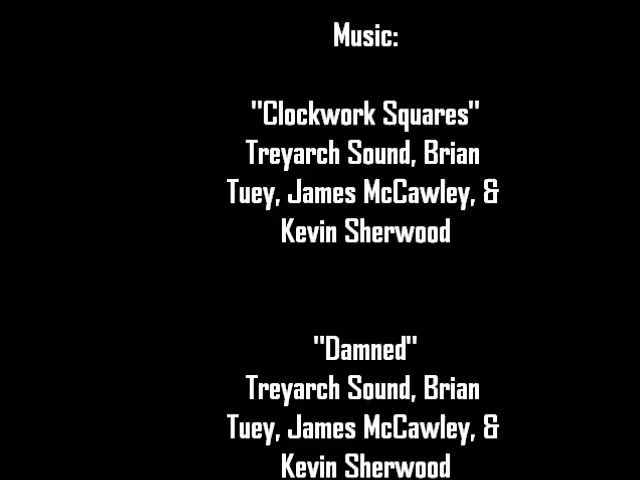 Music:
"Clockwork Squares"
Treyarch Sound, Brian
Tuey, James McCawley, &
Kevin Sherwood
"Damned"
Treyarch Sound, Brian
Tuey, James McCawley, &
Kevin Sherwood